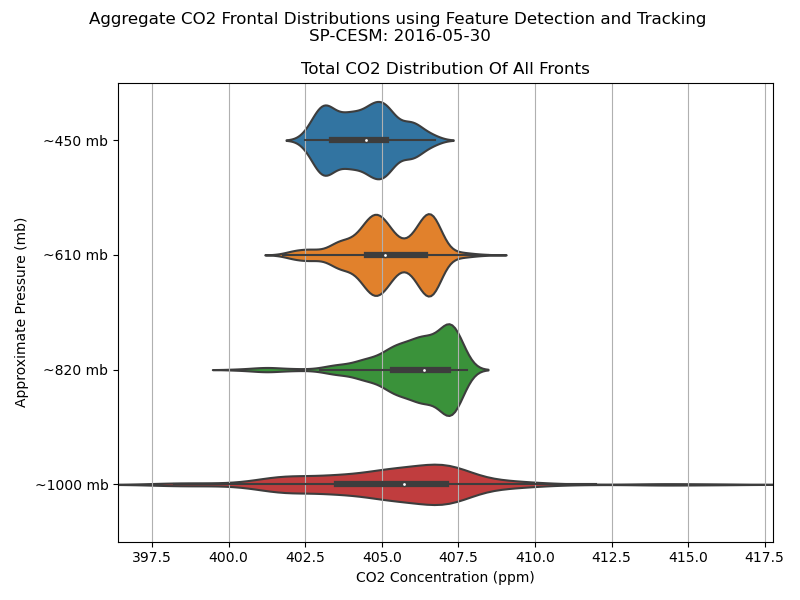 Aggregate CO2 Frontal Distributions using Feature Detection and Tracking
SP-CESM: 2016-05-30
Total CO2 Distribution Of All Fronts
Approximate Pressure (mb)
~450 mb
~610 mb
~820 mb
~1000 mb
397.5 400.0 402.5 405.0 407.5 410.0 412.5 415.0 417.5
CO2 Concentration (ppm)